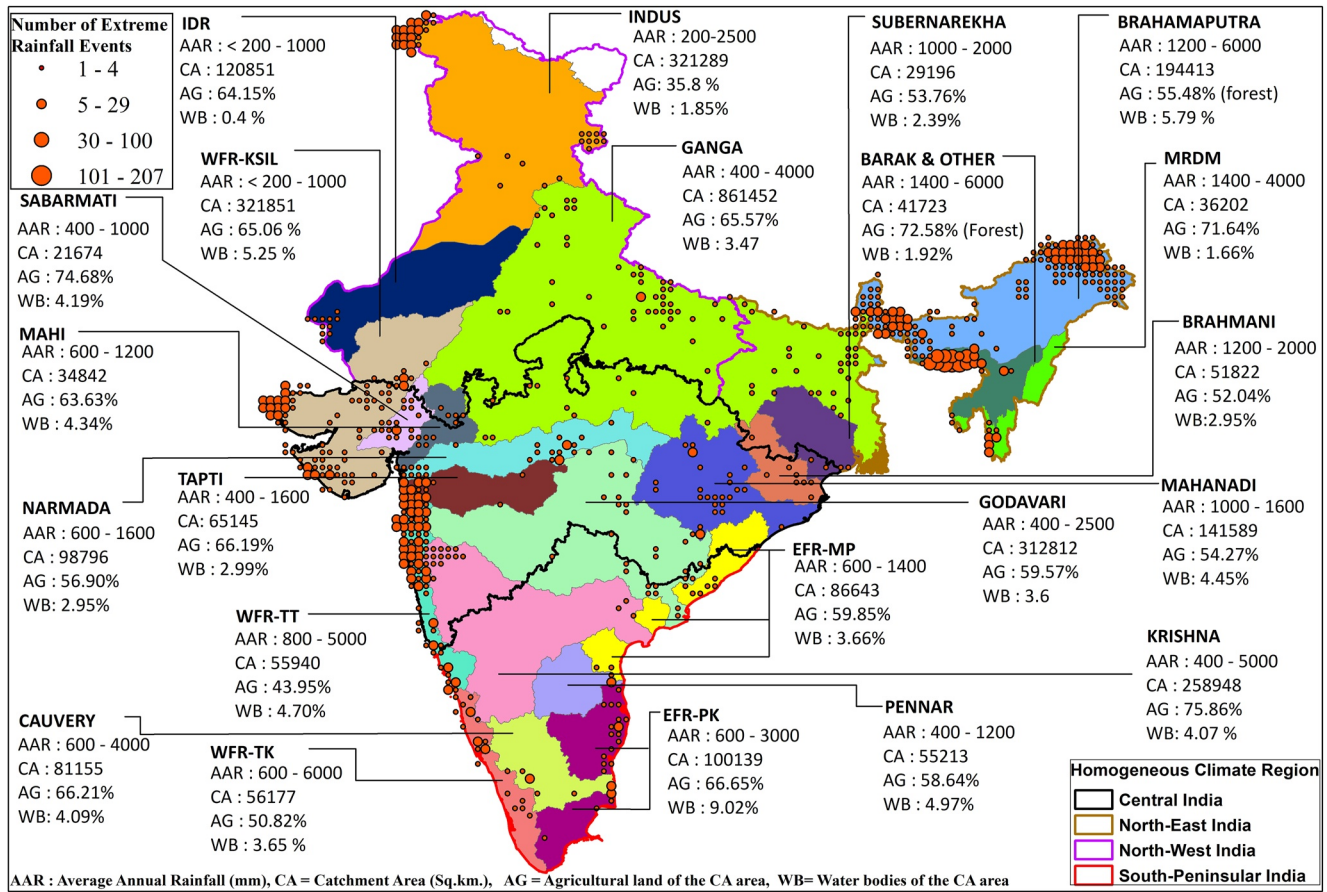 Number of Extreme
Rainfall Events
1 - 4
5 - 29
30 - 100
101 - 207
IDR
AAR : < 200 - 1000
CA : 120851
AG : 64.15%
WB : 0.4 %
INDUS
AAR : 200-2500
CA : 321289
AG: 35.8 %
WB : 1.85%
SUBERNAREKHA
AAR : 1000 - 2000
CA : 29196
AG : 53.76%
WB : 2.39%
BRAHAMAPUTRA
AAR : 1200 - 6000
CA : 194413
AG : 55.48% (forest)
WB : 5.79 %
WFR-KSIL
AAR : < 200 - 1000
CA : 321851
AG : 65.06 %
WB : 5.25 %
GANGA
AAR : 400 - 4000
CA : 861452
AG : 65.57%
WB : 3.47
BARAK & OTHER
AAR : 1400 - 6000
CA : 41723
AG : 72.58% (Forest)
WB : 1.92%
MRDM
AAR : 1400 - 4000
CA : 36202
AG : 71.64%
WB : 1.66%
SABARMATI
AAR : 400 - 1000
CA : 21674
AG : 74.68%
WB: 4.19%
MAHI
AAR : 600 - 1200
CA : 34842
AG : 63.63%
WB : 4.34%
BRAHMANI
AAR : 1200 - 2000
CA : 51822
AG : 52.04%
WB:2.95%
NARMADA
AAR : 600 - 1600
CA : 98796
AG : 56.90%
WB: 2.95%
TAPTI
AAR : 400 - 1600
CA: 65145
AG : 66.19%
WB : 2.99%
GODAVARI
AAR : 400 - 2500
CA : 312812
AG : 59.57%
WB : 3.6
MAHANADI
AAR : 1000 - 1600
CA : 141589
AG : 54.27%
WB : 4.45%
EFR-MP
AAR : 600 - 1400
CA : 86643
AG : 59.85%
WB : 3.66%
WFR-TT
AAR : 800 - 5000
CA : 55940
AG : 43.95%
WB : 4.70%
KRISHNA
AAR : 400 - 5000
CA : 258948
AG : 75.86%
WB : 4.07 %
CAUVERY
AAR : 600 - 4000
CA : 81155
AG : 66.21%
WB: 4.09%
WFR-TK
AAR : 600 - 6000
CA : 56177
AG : 50.82%
WB : 3.65 %
EFR-PK
AAR : 600 - 3000
CA : 100139
AG : 66.65%
WB : 9.02%
PENNAR
AAR : 400 - 1200
CA : 55213
AG : 58.64%
WB : 4.97%
Homogeneous Climate Region
Central India
North-East India
North-West India
South-Peninsular India
AAR : Average Annual Rainfall (mm), CA = Catchment Area (Sq.km.), AG = Agricultural land of the CA area, WB= Water bodies of the CA area